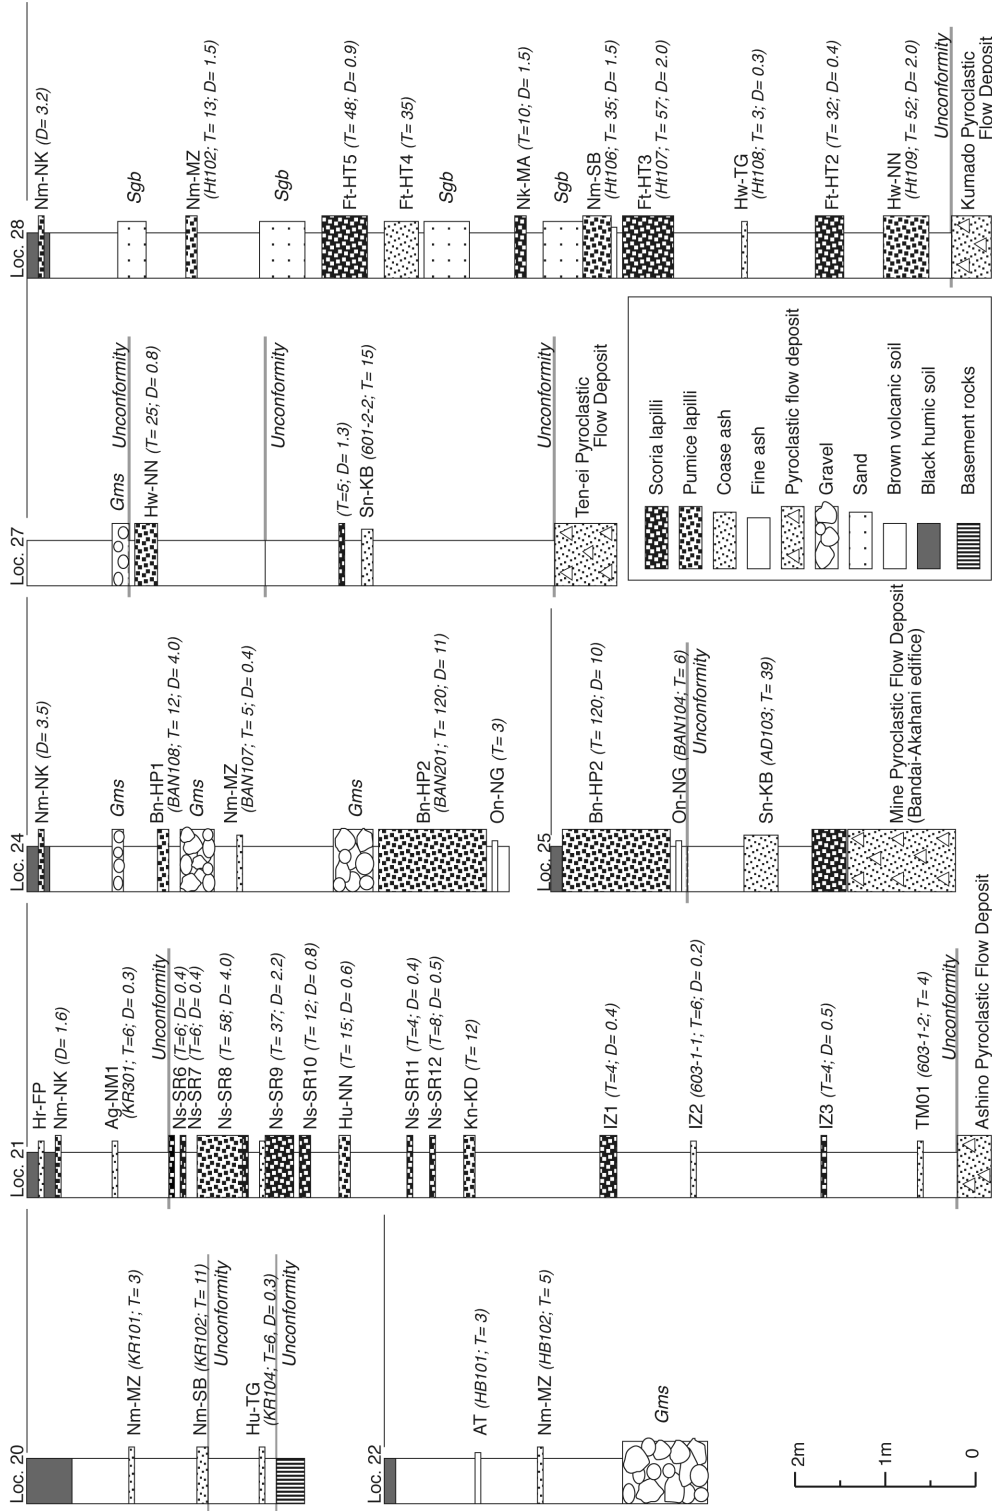 Loc. 20
Nm-MZ (KR101; T= 3)
Nm-SB (KR102; T= 11)
Unconformity
Hu-TG
(KR104; T=6, D= 0.3)
Unconformity
Loc. 22
AT (HB101; T= 3)
Nm-MZ (HB102; T= 5)
Gms
2m
1m
0
Loc. 21
Hr-FP
Nm-NK (D= 1.6)
Ag-NM1
(KR301; T=6; D= 0.3)
Unconformity
Ns-SR6 (T=6; D= 0.4)
Ns-SR7 (T=6; D= 0.4)
Ns-SR8 (T= 58; D= 4.0)
Ns-SR9 (T= 37; D= 2.2)
Ns-SR10 (T= 12; D= 0.8)
Hu-NN (T= 15; D= 0.6)
Ns-SR11 (T=4; D= 0.4)
Ns-SR12 (T=8; D= 0.5)
Kn-KD (T= 12)
IZ1 (T=4; D= 0.4)
IZ2 (603-1-1; T=6; D= 0.2)
IZ3 (T=4; D= 0.5)
TM01 (603-1-2; T= 4)
Unconformity
Ashino Pyroclastic Flow Deposit
Loc. 24
Nm-NK (D= 3.5)
Gms
Bn-HP1
(BAN108; T= 12; D= 4.0)
Gms
Nm-MZ
(BAN107; T= 5; D= 0.4)
Gms
Bn-HP2
(BAN201; T= 120; D= 11)
On-NG (T= 3)
Loc. 25
Bn-HP2 (T= 120; D= 10)
On-NG (BAN104; T= 6)
Unconformity
Sn-KB (AD103; T= 39)
Mine Pyroclastic Flow Deposit
(Bandai-Akahani edifice)
Loc. 27
Gms
Unconformity
Hw-NN (T= 25; D= 0.8)
Unconformity
(T=5; D= 1.3)
Sn-KB (601-2-2; T= 15)
Unconformity
Ten-ei Pyroclastic
Flow Deposit
Loc. 28
Nm-NK (D= 3.2)
Sgb
Nm-MZ
(Ht102; T= 13; D= 1.5)
Sgb
Ft-HT5 (T= 48; D= 0.9)
Ft-HT4 (T= 35)
Sgb
Nk-MA (T=10; D= 1.5)
Sgb
Nm-SB
(Ht106; T= 35; D= 1.5)
Ft-HT3
(Ht107; T= 57; D= 2.0)
Hw-TG
(Ht108; T= 3; D= 0.3)
Ft-HT2 (T= 32; D= 0.4)
Hw-NN
(Ht109; T= 52; D= 2.0)
Unconformity
Kumado Pyroclastic
Flow Deposit
Scoria lapilli
Pumice lapilli
Coase ash
Fine ash
Pyroclastic flow deposit
Gravel
Sand
Brown volcanic soil
Black humic soil
Basement rocks